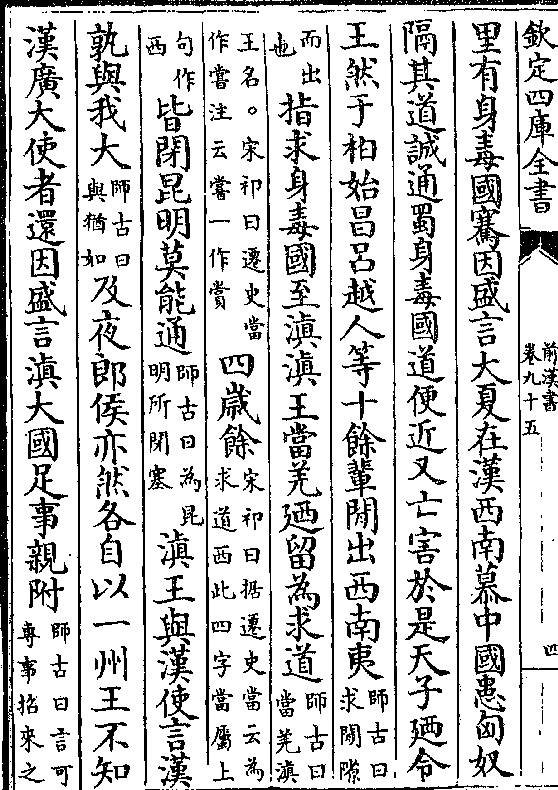 欽定四庫全書
前漢書
卷九十五
四
里有身毒國騫因盛言大夏在漢西南慕中國患匈奴
隔其道誠通蜀身毒國道便近又亡害於是天子廼令
王然于柏始昌呂越人等十餘輩閒出西南夷師古曰求閒隙
而出也指求身毒國至滇滇王當羌廼留為求道師古曰當羌滇
王名。宋祁曰遷史當作嘗注云嘗一作賞四歲餘宋祁曰据遷史當云為求道西此四字當屬上
句作西皆閉昆明莫能通師古曰為昆明所閉塞滇王與漢使言漢
孰與我大師古曰與猶如及夜郎侯亦然各自以一州王不知
漢廣大使者還因盛言滇大國足事親附師古曰言可專事招來之